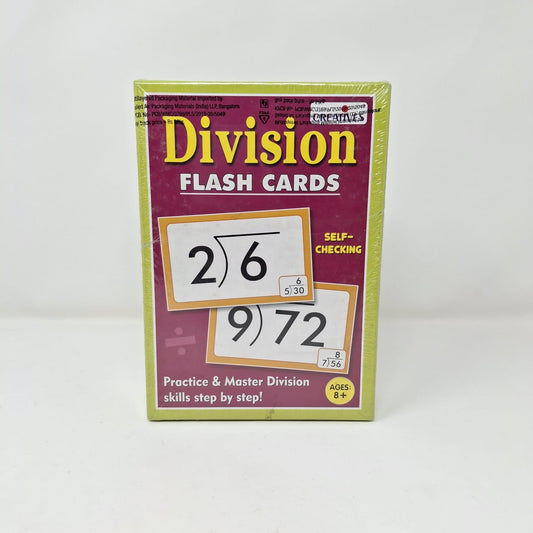 CREATIVES
Division
FLASH CARDS
SELF-
CHECKING
2)6
6
5)30
9)72
8
7)56
Practice & Master Division
skills step by step!
AGES:
8+